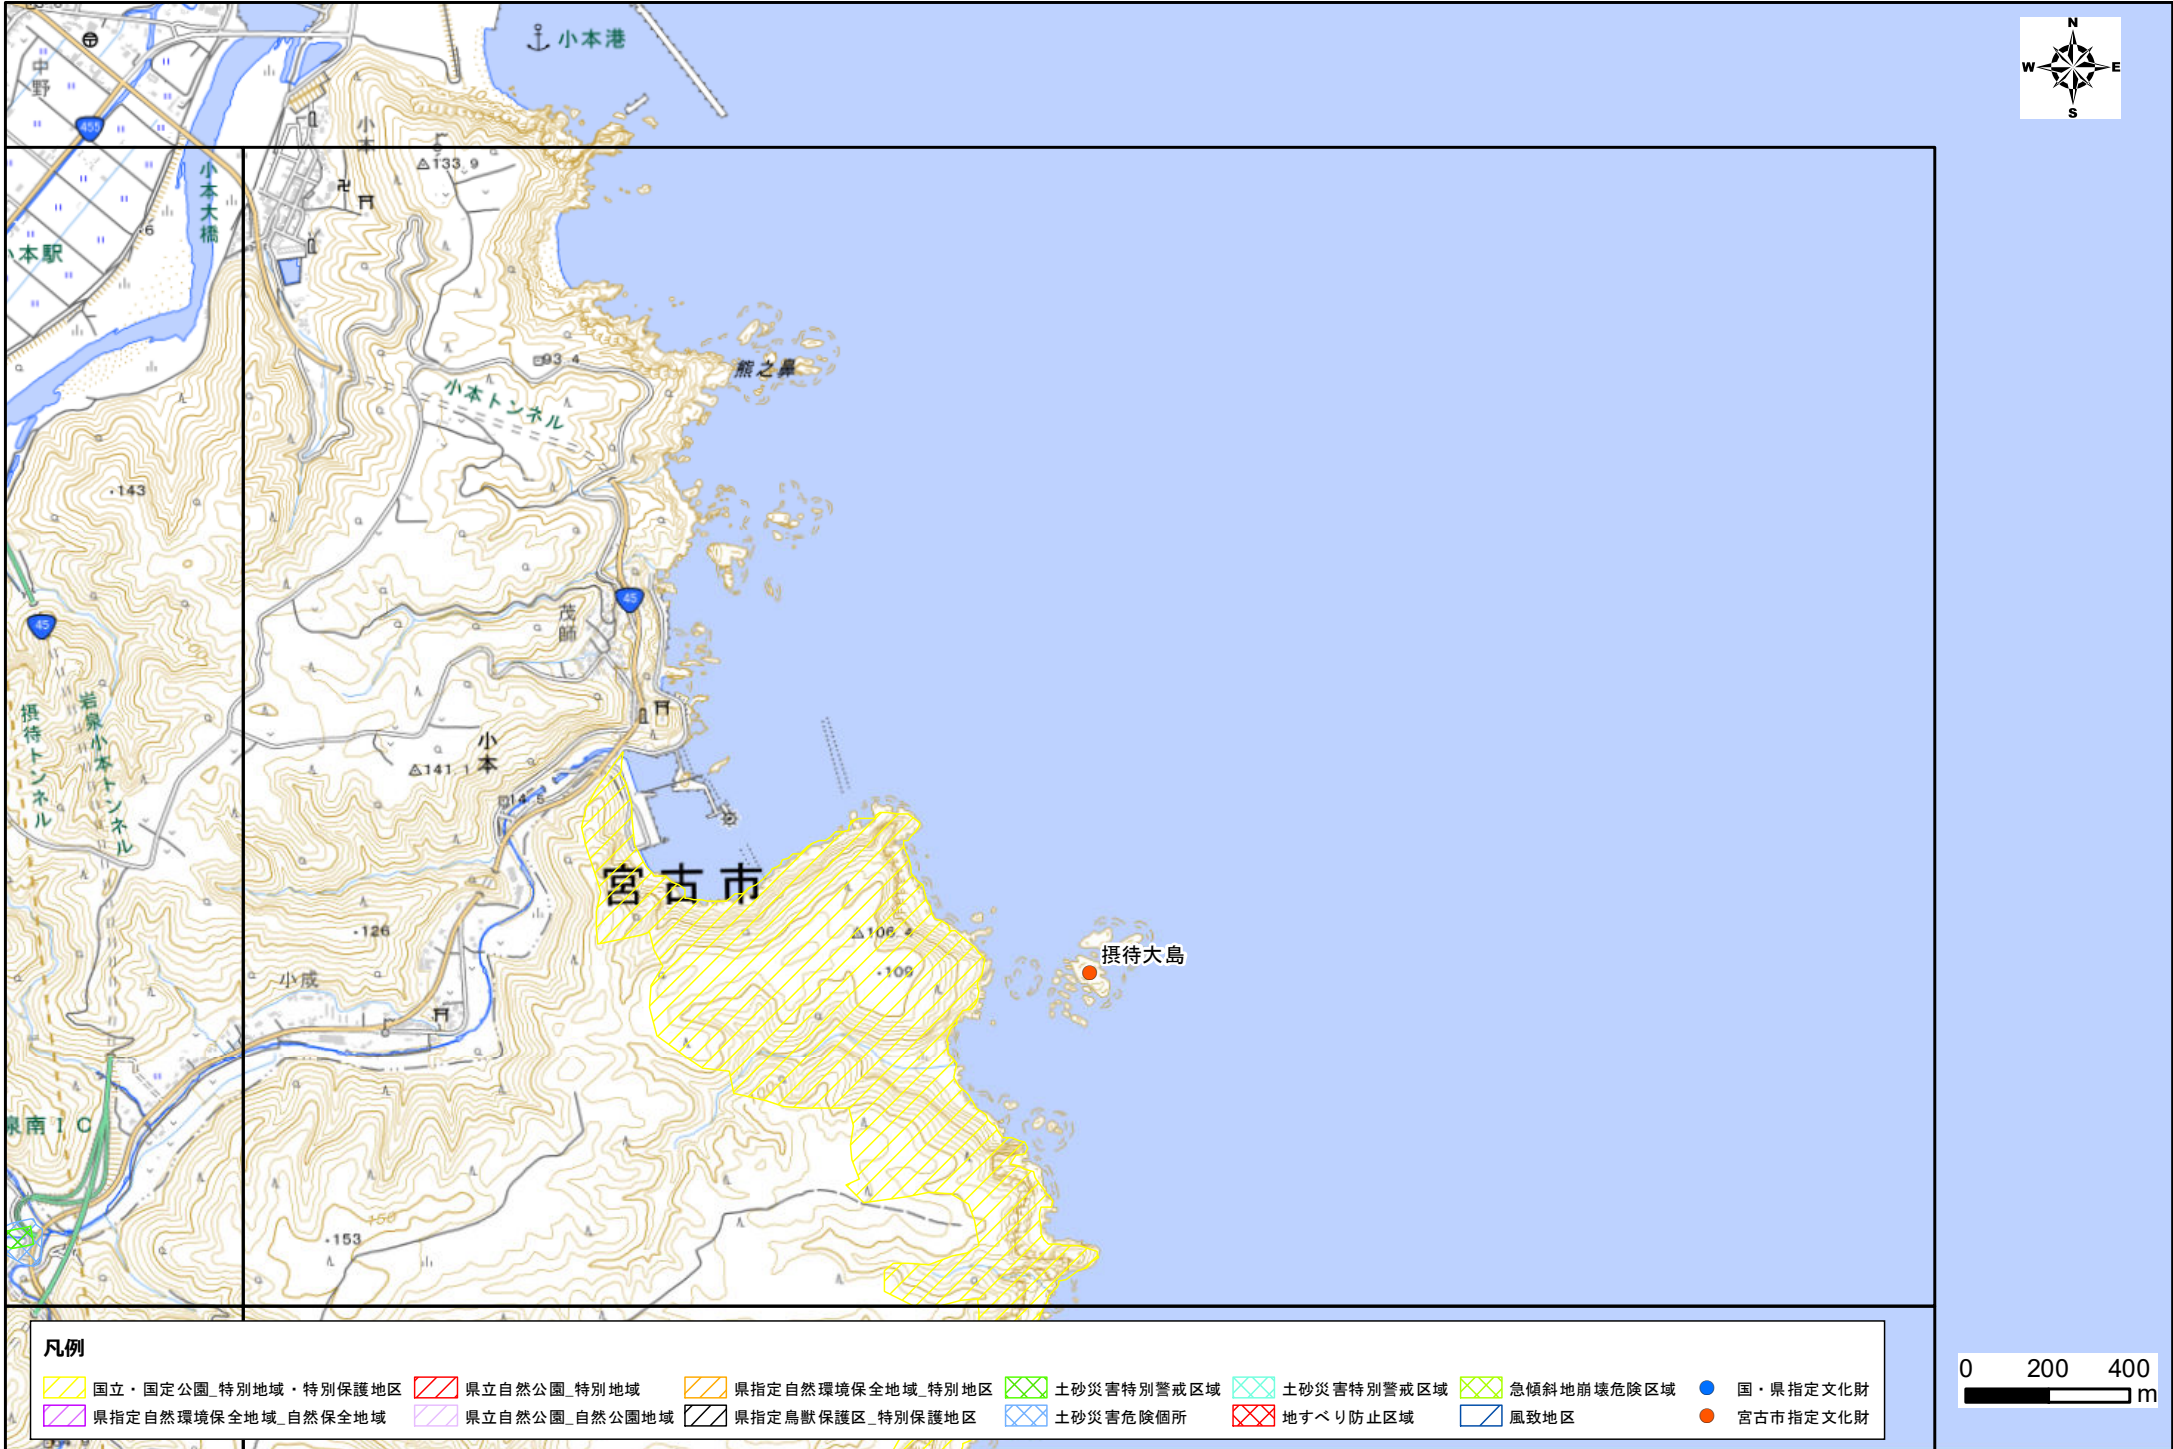 小本港
中野
455
小本
133.9
小本大橋
6
本駅
N
W E
S
熊之鼻
93.4
小本トンネル
143
45
45
茂師
摂待トンネル
岩泉小本トンネル
小本
141.1
14.5
宮古市
106.4
109
126
小成
摂待大島
100
泉南IC
150
153
凡例
国立・国定公園_特別地域・特別保護地区
県立自然公園_特別地域
県指定自然環境保全地域_特別地区
土砂災害特別警戒区域
土砂災害特別警戒区域
急傾斜地崩壊危険区域
国・県指定文化財
県指定自然環境保全地域_自然保全地域
県立自然公園_自然公園地域
県指定鳥獣保護区_特別保護地区
土砂災害危険個所
地すべり防止区域
風致地区
宮古市指定文化財
0 200 400
m